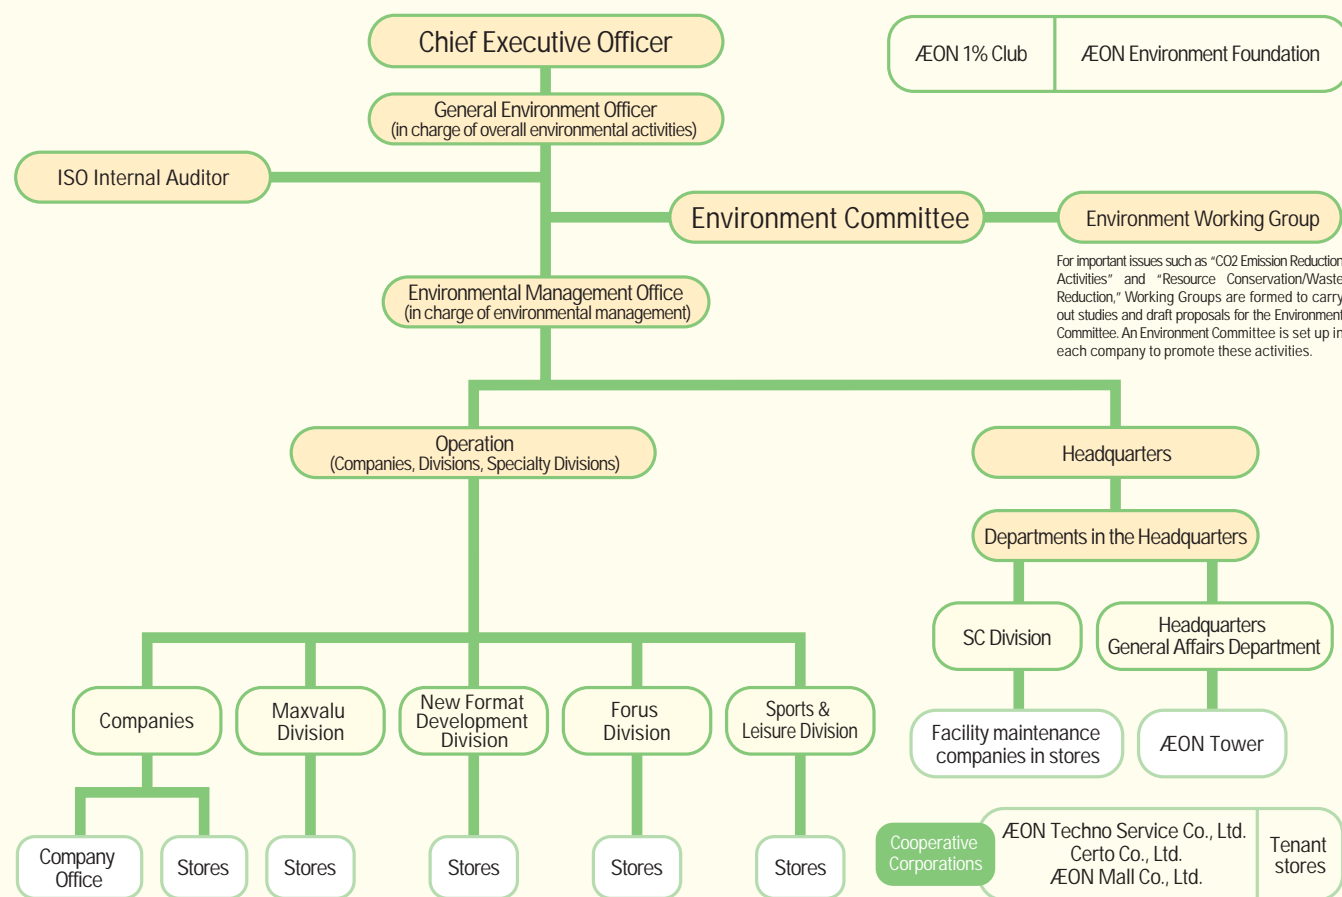 Chief Executive Officer
ÆON 1% Club
ÆON Environment Foundation
General Environment Officer
(in charge of overall environmental activities)
ISO Internal Auditor
Environment Committee
Environment Working Group
For important issues such as “CO2 Emission Reduction
Activities” and “Resource Conservation/Waste
Reduction,” Working Groups are formed to carry
out studies and draft proposals for the Environment
Committee. An Environment Committee is set up in
each company to promote these activities.
Environmental Management Office
(in charge of environmental management)
Operation
(Companies, Divisions, Specialty Divisions)
Headquarters
Departments in the Headquarters
SC Division
Headquarters
General Affairs Department
Companies
Maxvalu
Division
New Format
Development
Division
Forus
Division
Sports &
Leisure Division
Facility maintenance
companies in stores
ÆON Tower
Company
Office
Stores
Stores
Stores
Stores
Stores
Cooperative
Corporations
ÆON Techno Service Co., Ltd.
Certo Co., Ltd.
ÆON Mall Co., Ltd.
Tenant
stores